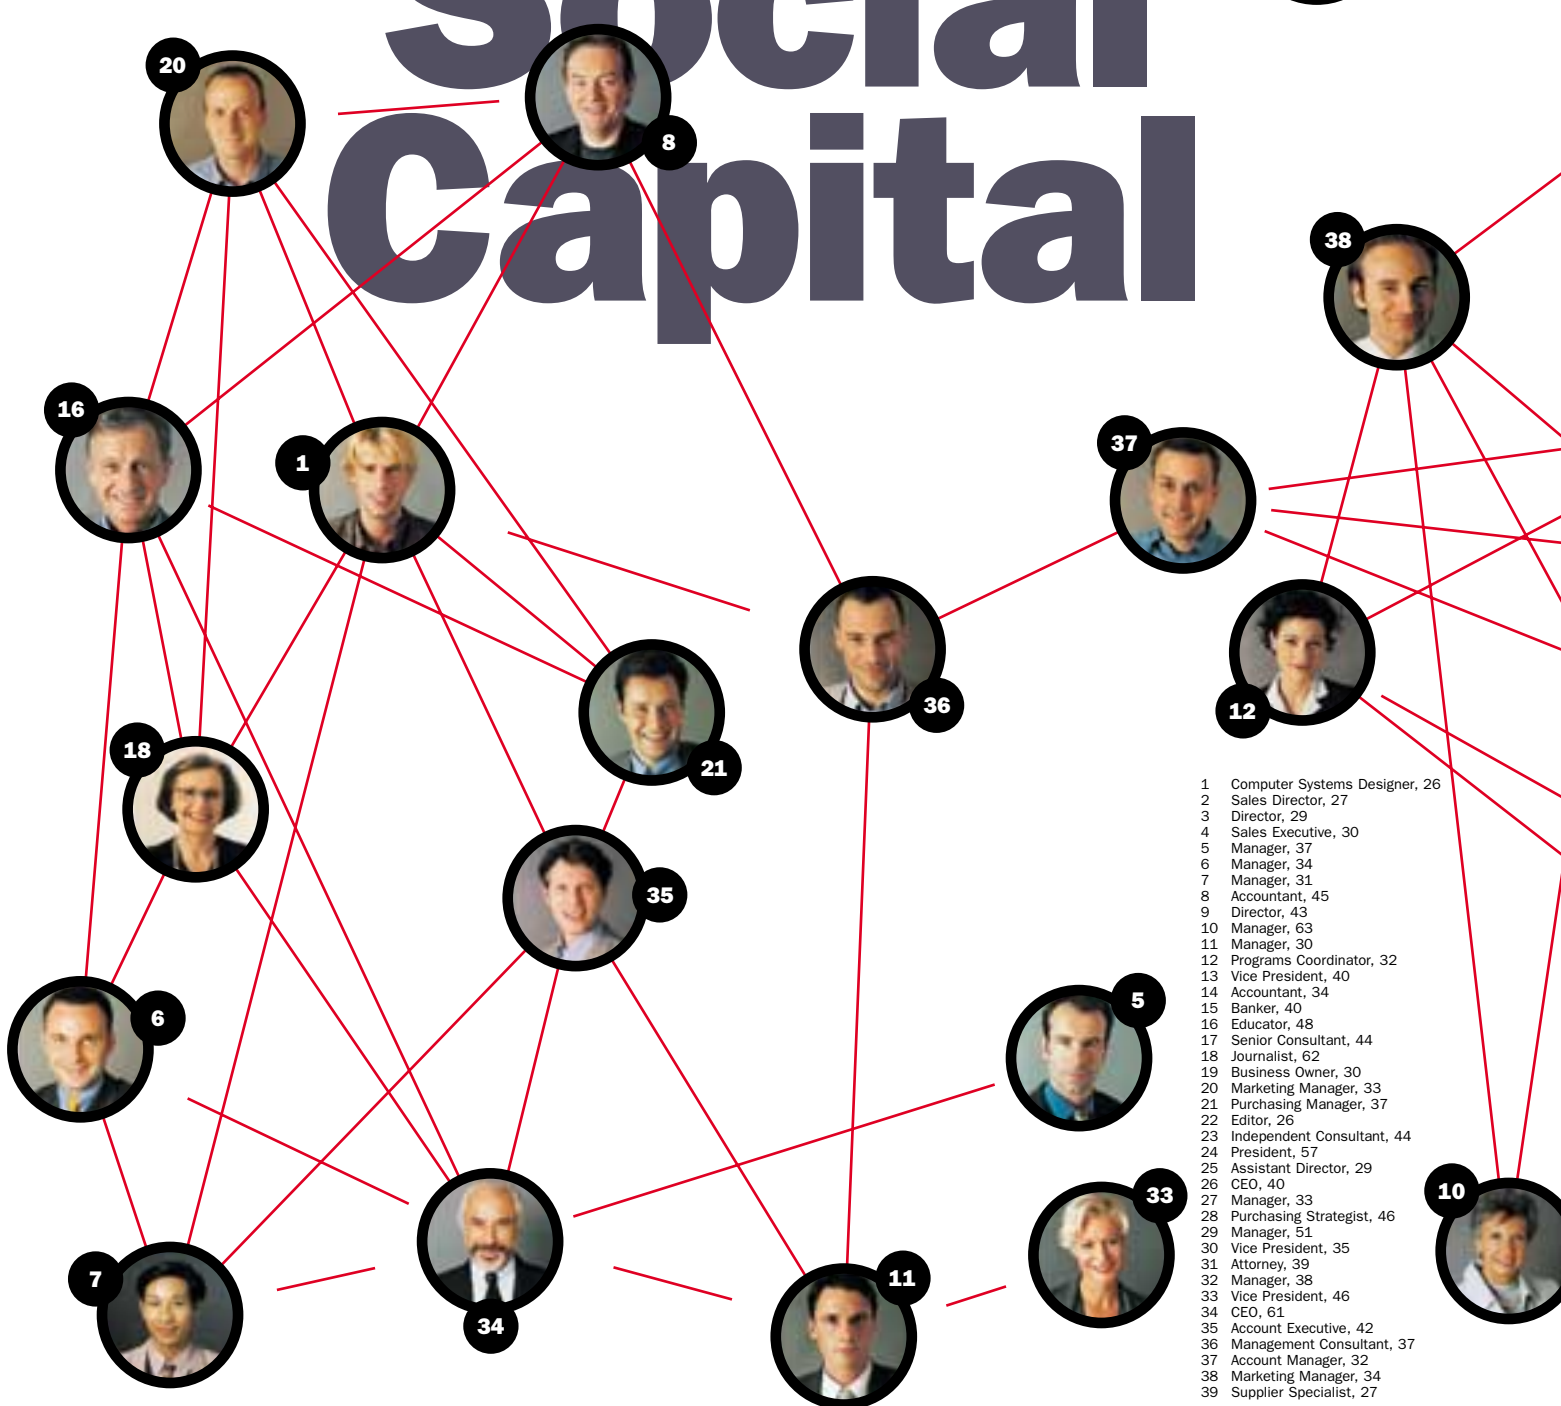 Social
20
8
Capital
38
16
1
37
36
12
18
21
35
6
5
33
10
7
34
11
1 Computer Systems Designer, 26
2 Sales Director, 27
3 Director, 29
4 Sales Executive, 30
5 Manager, 37
6 Manager, 34
7 Manager, 31
8 Accountant, 45
9 Director, 43
10 Manager, 63
11 Manager, 30
12 Programs Coordinator, 32
13 Vice President, 40
14 Accountant, 34
15 Banker, 40
16 Educator, 48
17 Senior Consultant, 44
18 Journalist, 62
19 Business Owner, 30
20 Marketing Manager, 33
21 Purchasing Manager, 37
22 Editor, 26
23 Independent Consultant, 44
24 President, 57
25 Assistant Director, 29
26 CEO, 40
27 Manager, 33
28 Purchasing Strategist, 46
29 Manager, 51
30 Vice President, 35
31 Attorney, 39
32 Manager, 38
33 Vice President, 46
34 CEO, 61
35 Account Executive, 42
36 Management Consultant, 37
37 Account Manager, 32
38 Marketing Manager, 34
39 Supplier Specialist, 27